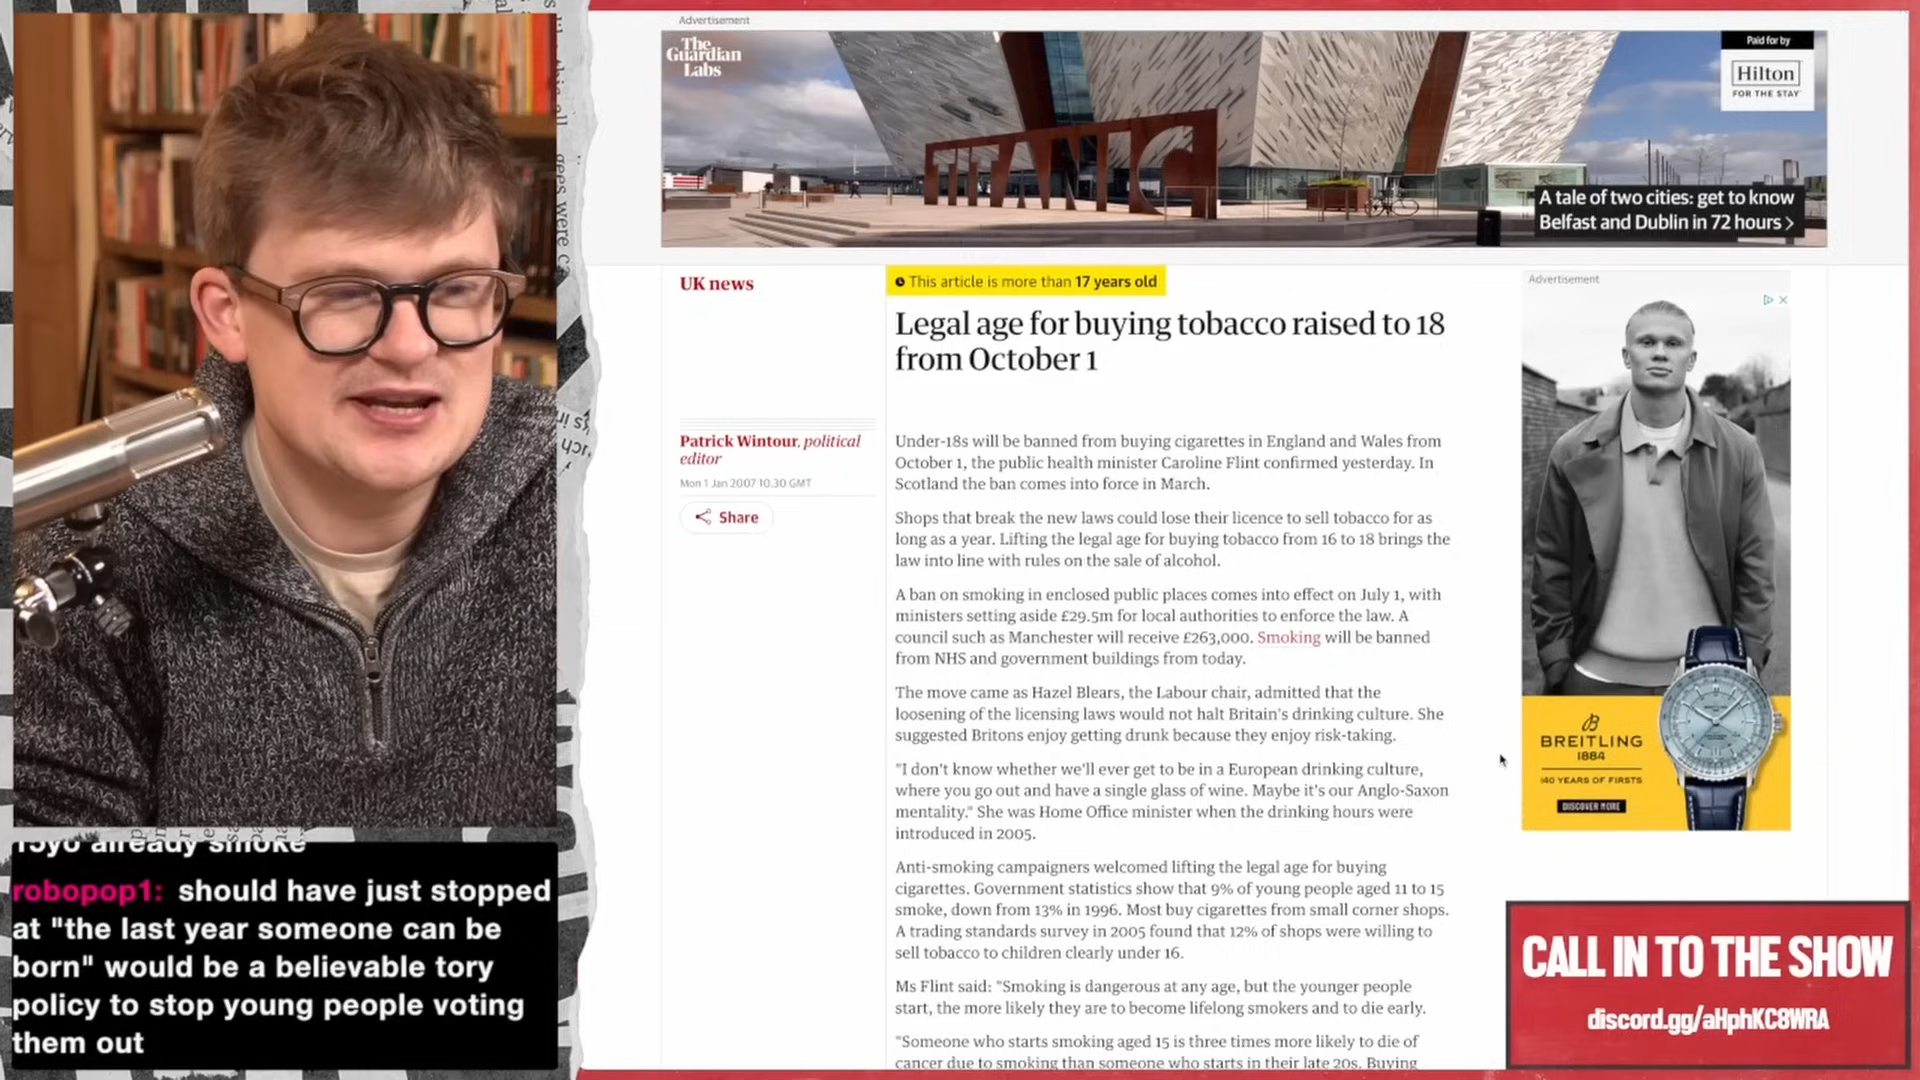 Advertisement
The
Guardian
Labs
Paid for by
Hilton
FOR THE STAY
TITANIC
A tale of two cities: get to know
Belfast and Dublin in 72 hours >
UK news
This article is more than 17 years old
Legal age for buying tobacco raised to 18
from October 1
Patrick Wintour, political
editor
Mon 1 Jan 2007 10.30 GMT
Share
Under-18s will be banned from buying cigarettes in England and Wales from
October 1, the public health minister Caroline Flint confirmed yesterday. In
Scotland the ban comes into force in March.
Shops that break the new laws could lose their licence to sell tobacco for as
long as a year. Lifting the legal age for buying tobacco from 16 to 18 brings the
law into line with rules on the sale of alcohol.
A ban on smoking in enclosed public places comes into effect on July 1, with
ministers setting aside £29.5m for local authorities to enforce the law. A
council such as Manchester will receive £263,000. Smoking will be banned
from NHS and government buildings from today.
The move came as Hazel Blears, the Labour chair, admitted that the
loosening of the licensing laws would not halt Britain's drinking culture. She
suggested Britons enjoy getting drunk because they enjoy risk-taking.
"I don't know whether we'll ever get to be in a European drinking culture,
where you go out and have a single glass of wine. Maybe it's our Anglo-Saxon
mentality." She was Home Office minister when the drinking hours were
introduced in 2005.
Anti-smoking campaigners welcomed lifting the legal age for buying
cigarettes. Government statistics show that 9% of young people aged 11 to 15
smoke, down from 13% in 1996. Most buy cigarettes from small corner shops.
A trading standards survey in 2005 found that 12% of shops were willing to
sell tobacco to children clearly under 16.
Ms Flint said: "Smoking is dangerous at any age, but the younger people
start, the more likely they are to become lifelong smokers and to die early.
"Someone who starts smoking aged 15 is three times more likely to die of
cancer due to smoking than someone who starts in their late 20s. Buying
Advertisement
BREITLING
1884
140 YEARS OF FIRSTS
DISCOVER MORE
15yo already smoke
robopop1: should have just stopped
at "the last year someone can be
born" would be a believable tory
policy to stop young people voting
them out
CALL IN TO THE SHOW
discord.gg/aHphKC8WRA